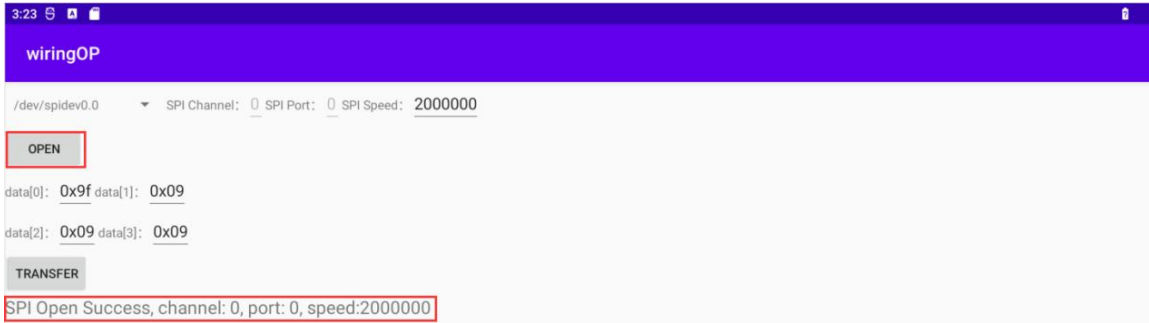 3:23
wiringOP
/dev/spidev0.0 SPI Channel: 0 SPI Port: 0 SPI Speed: 2000000
OPEN
data[0]: 0x9f data[1]: 0x09
data[2]: 0x09 data[3]: 0x09
TRANSFER
SPI Open Success, channel: 0, port: 0, speed:2000000